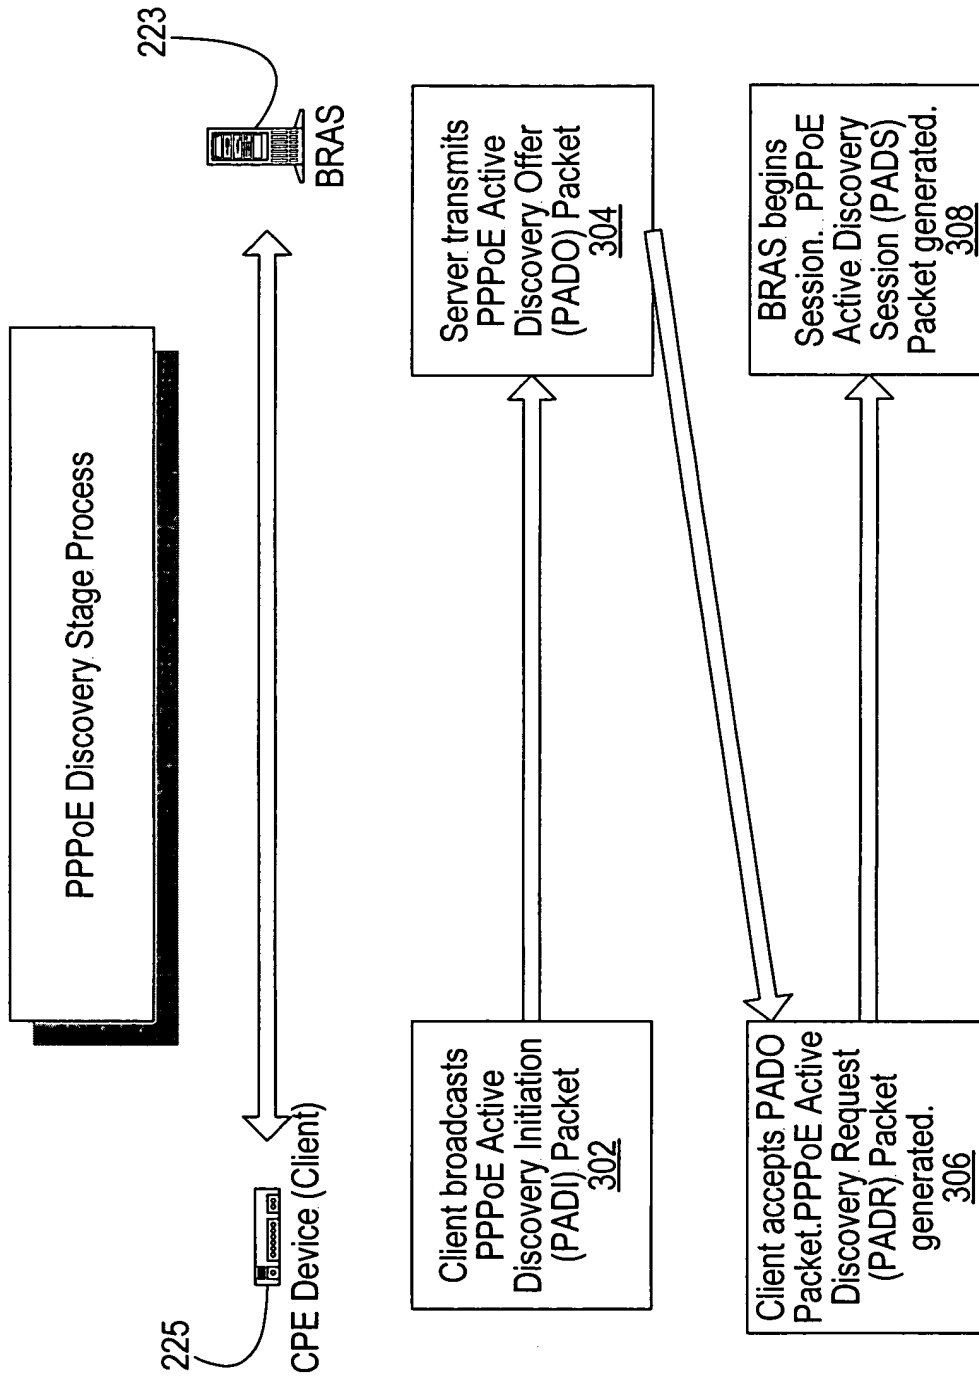 PPPoE Discovery Stage Process
225
CPE Device (Client)
223
BRAS
Client broadcasts
PPPoE Active
Discovery Initiation
(PADI) Packet
302
Server transmits
PPPoE Active
Discovery Offer
(PADO) Packet
304
Client accepts PADO
Packet.PPPoE Active
Discovery Request
(PADR) Packet
generated.
306
BRAS begins
Session.. PPPoE
Active Discovery
Session (PADS)
Packet generated.
308